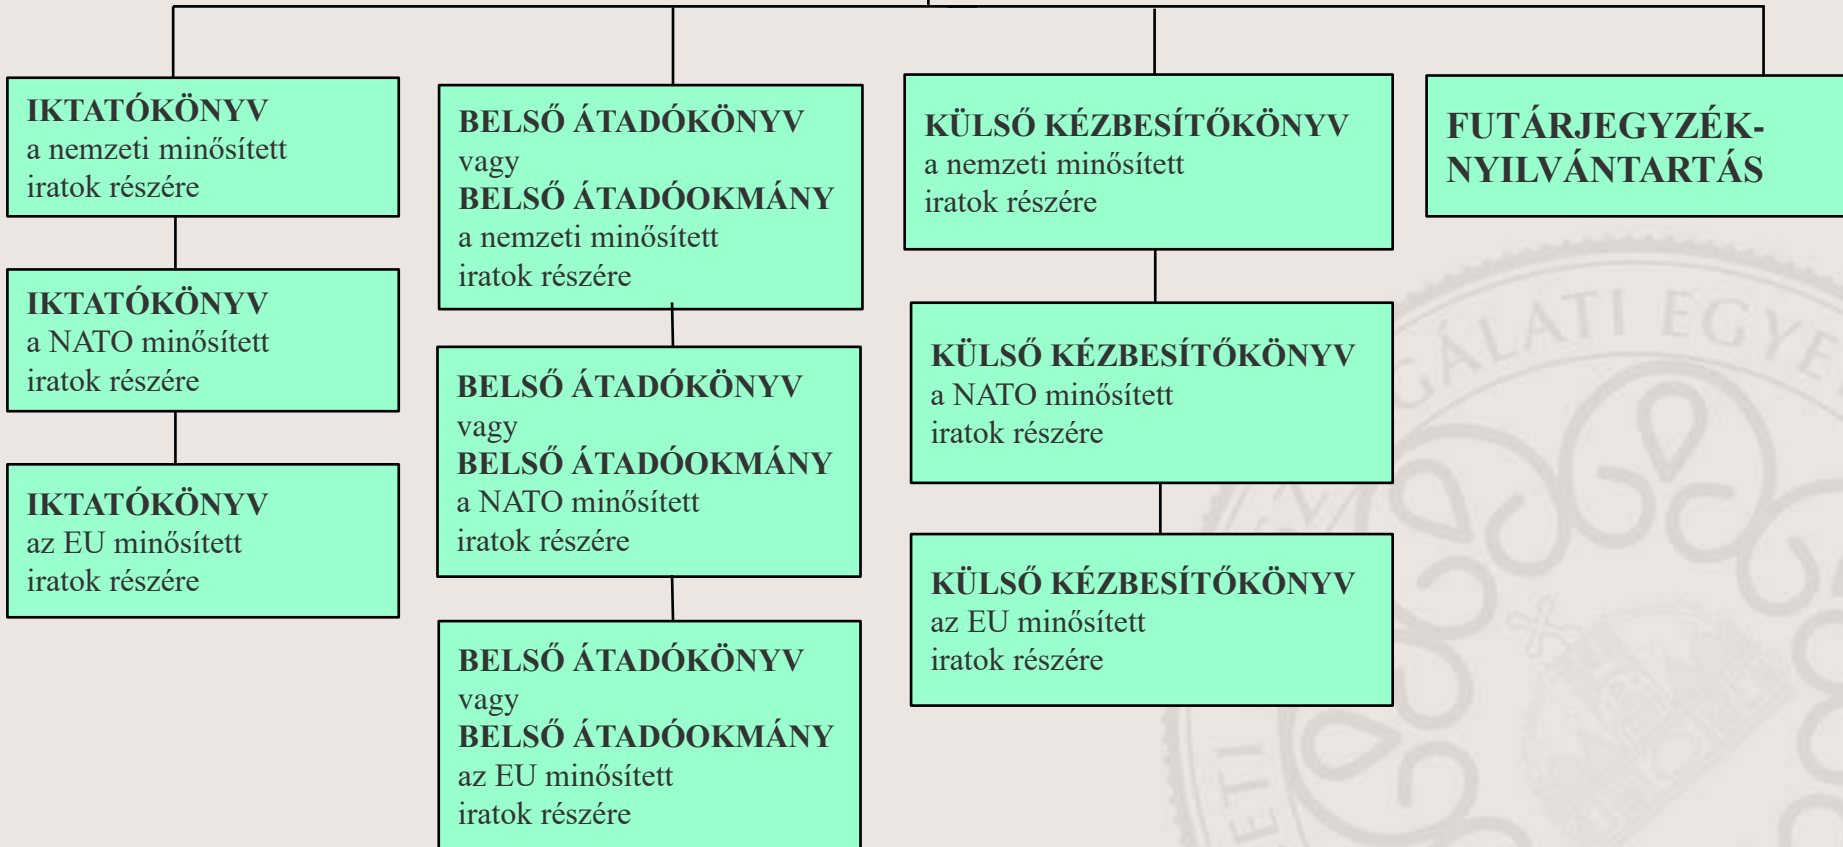 IKTATÓKÖNYV
a nemzeti minősített
iratok részére
IKTATÓKÖNYV
a NATO minősített
iratok részére
IKTATÓKÖNYV
az EU minősített
iratok részére
BELSŐ ÁTADÓKÖNYV
vagy
BELSŐ ÁTADÓOKMÁNY
a nemzeti minősített
iratok részére
BELSŐ ÁTADÓKÖNYV
vagy
BELSŐ ÁTADÓOKMÁNY
a NATO minősített
iratok részére
BELSŐ ÁTADÓKÖNYV
vagy
BELSŐ ÁTADÓOKMÁNY
az EU minősített
iratok részére
KÜLSŐ KÉZBESÍTŐKÖNYV
a nemzeti minősített
iratok részére
KÜLSŐ KÉZBESÍTŐKÖNYV
a NATO minősített
iratok részére
KÜLSŐ KÉZBESÍTŐKÖNYV
az EU minősített
iratok részére
FUTÁRJEGYZÉK-
NYILVÁNTARTÁS